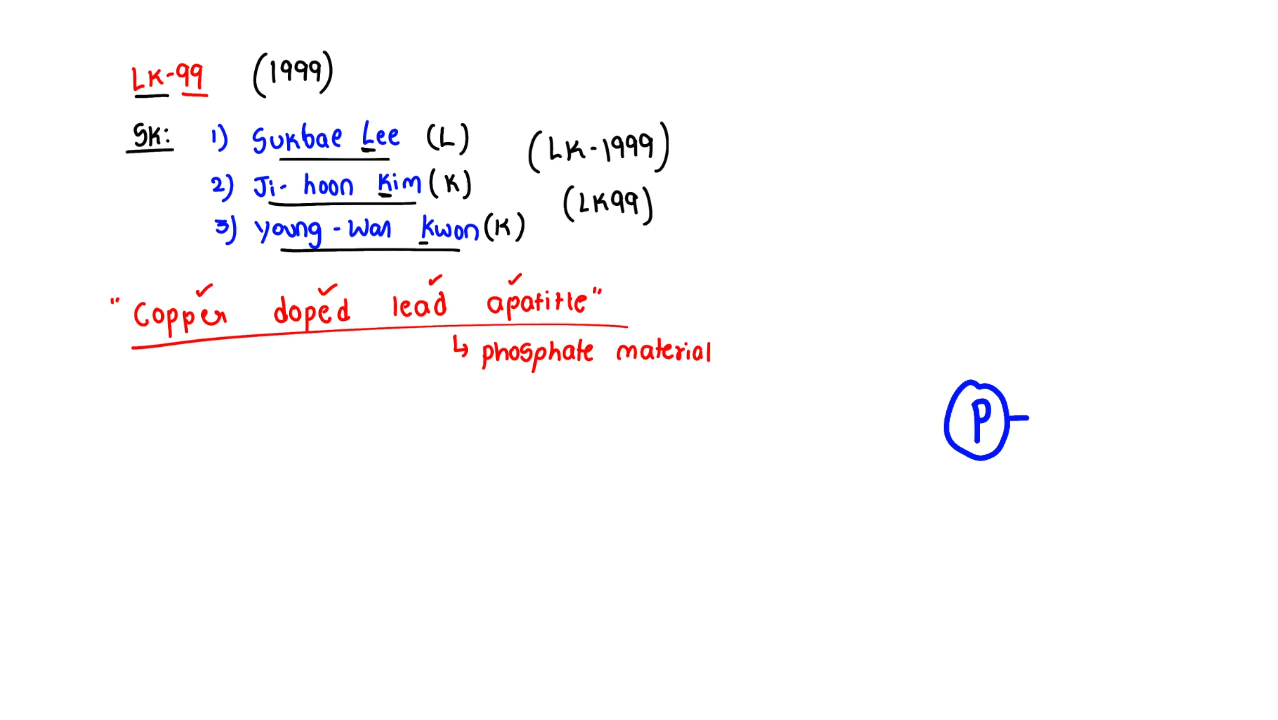 LK-99 (1999)
SK: 1) Sukbae Lee (L)
2) Ji-hoon Kim (K)
3) Young-Wan Kwon (K)
(LK-1999)
(LK99)
"Copper doped lead apatitle"
↳ phosphate material
P-